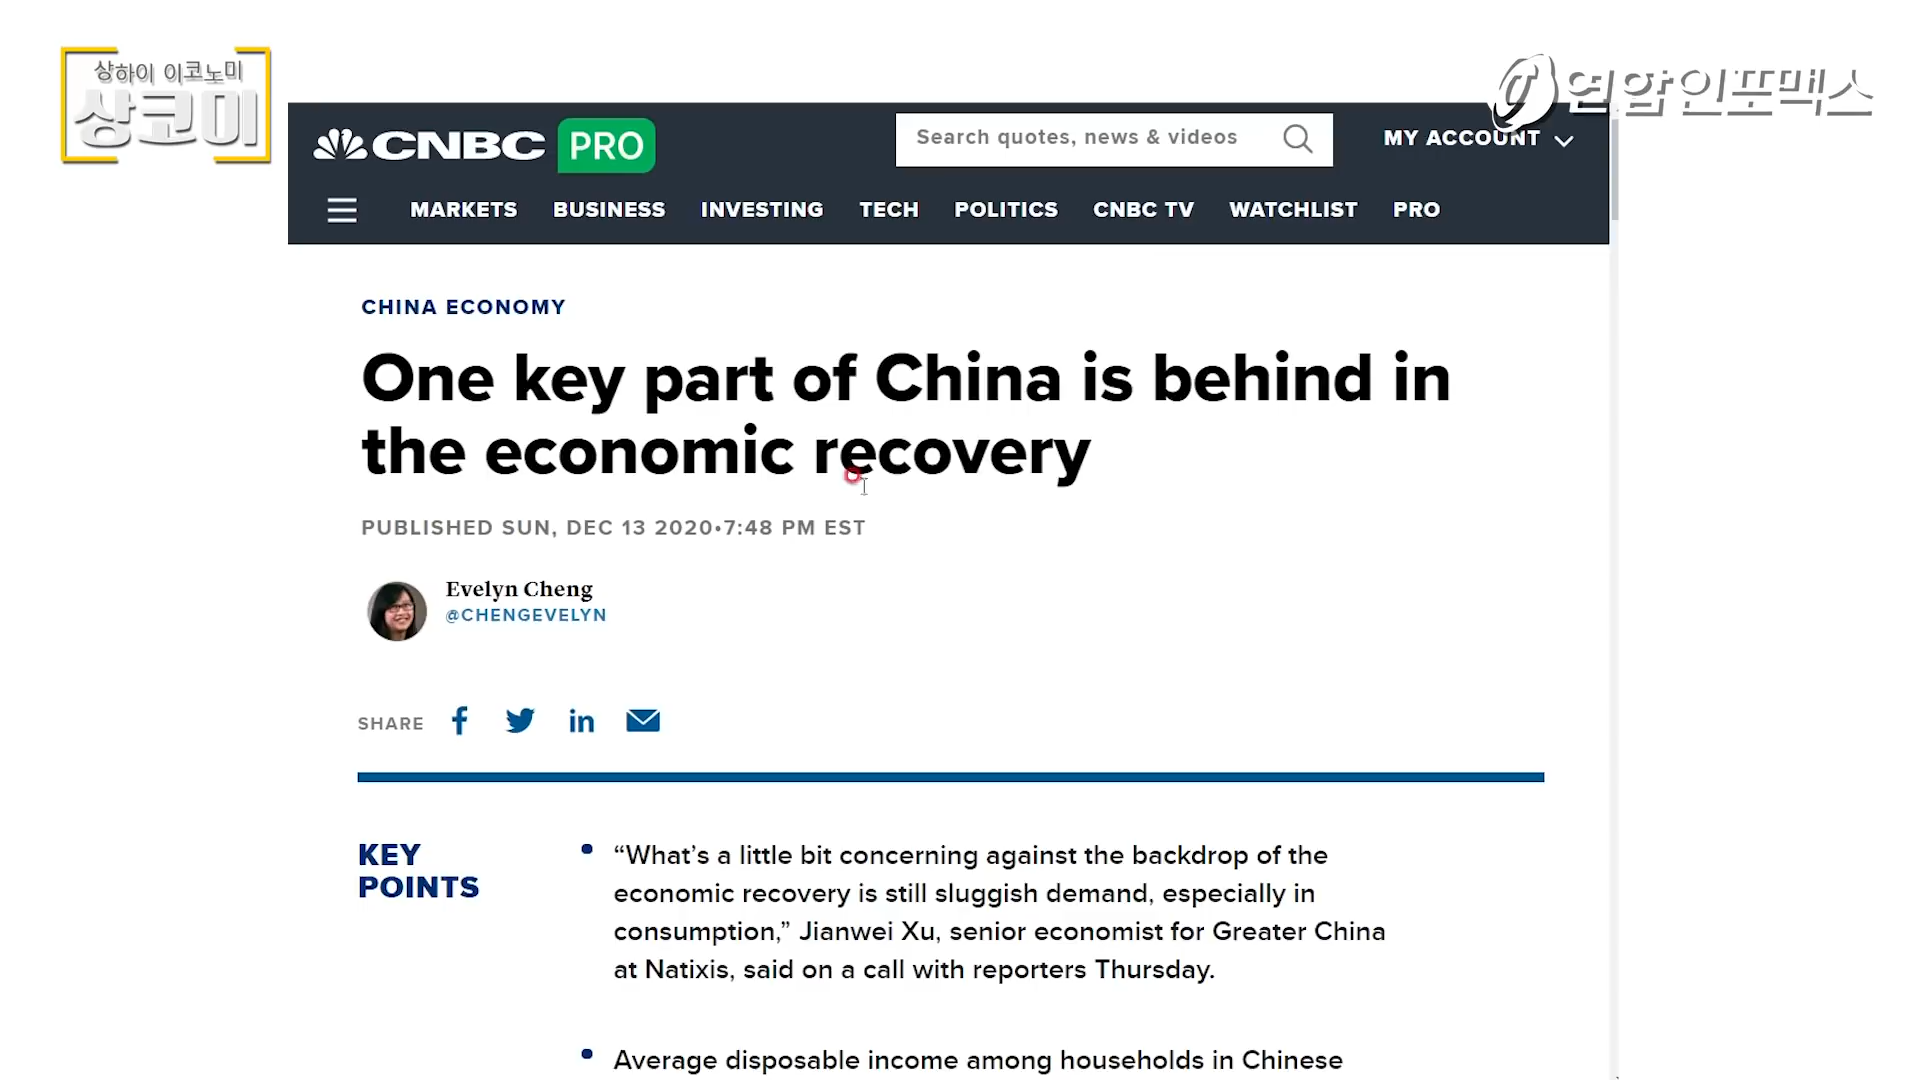 상하이 이코노미
상코미
연합인포맥스
CNBC PRO
Search quotes, news & videos
MY ACCOUNT
MARKETS BUSINESS INVESTING TECH POLITICS CNBC TV WATCHLIST PRO
CHINA ECONOMY
One key part of China is behind in
the economic recovery
PUBLISHED SUN, DEC 13 2020•7:48 PM EST
Evelyn Cheng
@CHENGEVELYN
SHARE
KEY
POINTS
• “What’s a little bit concerning against the backdrop of the
economic recovery is still sluggish demand, especially in
consumption,” Jianwei Xu, senior economist for Greater China
at Natixis, said on a call with reporters Thursday.
• Average disposable income among households in Chinese